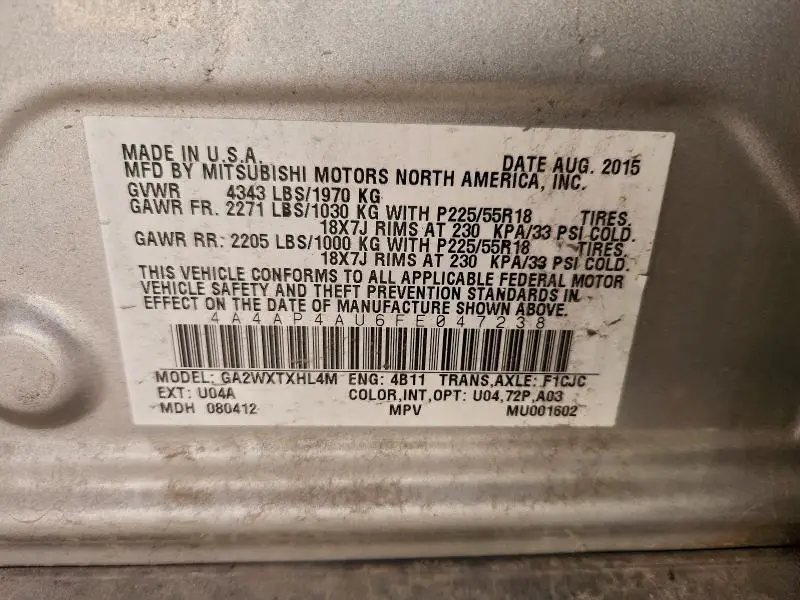 MADE IN U.S.A. DATE AUG. 2015
MFD BY MITSUBISHI MOTORS NORTH AMERICA, INC.
GVWR 4343 LBS/1970 KG
GAWR FR. 2271 LBS/1030 KG WITH P225/55R18 TIRES.
18X7J RIMS AT 230 KPA/33 PSI COLD.
GAWR RR: 2205 LBS/1000 KG WITH P225/55R18 TIRES.
18X7J RIMS AT 230 KPA/33 PSI COLD.
THIS VEHICLE CONFORMS TO ALL APPLICABLE FEDERAL MOTOR
VEHICLE SAFETY AND THEFT PREVENTION STANDARDS IN
EFFECT ON THE DATE OF MANUFACTURE SHOWN ABOVE.
4A4AP4AU6FE047238
MODEL: GA2WXTXHL4M ENG: 4B11 TRANS,AXLE: F1CJC
EXT: U04A COLOR,INT,OPT: U04,72P,A03
MDH 080412 MPV MU001602